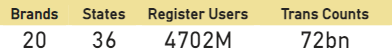 Brands States Register Users Trans Counts
20 36 4702M 72bn